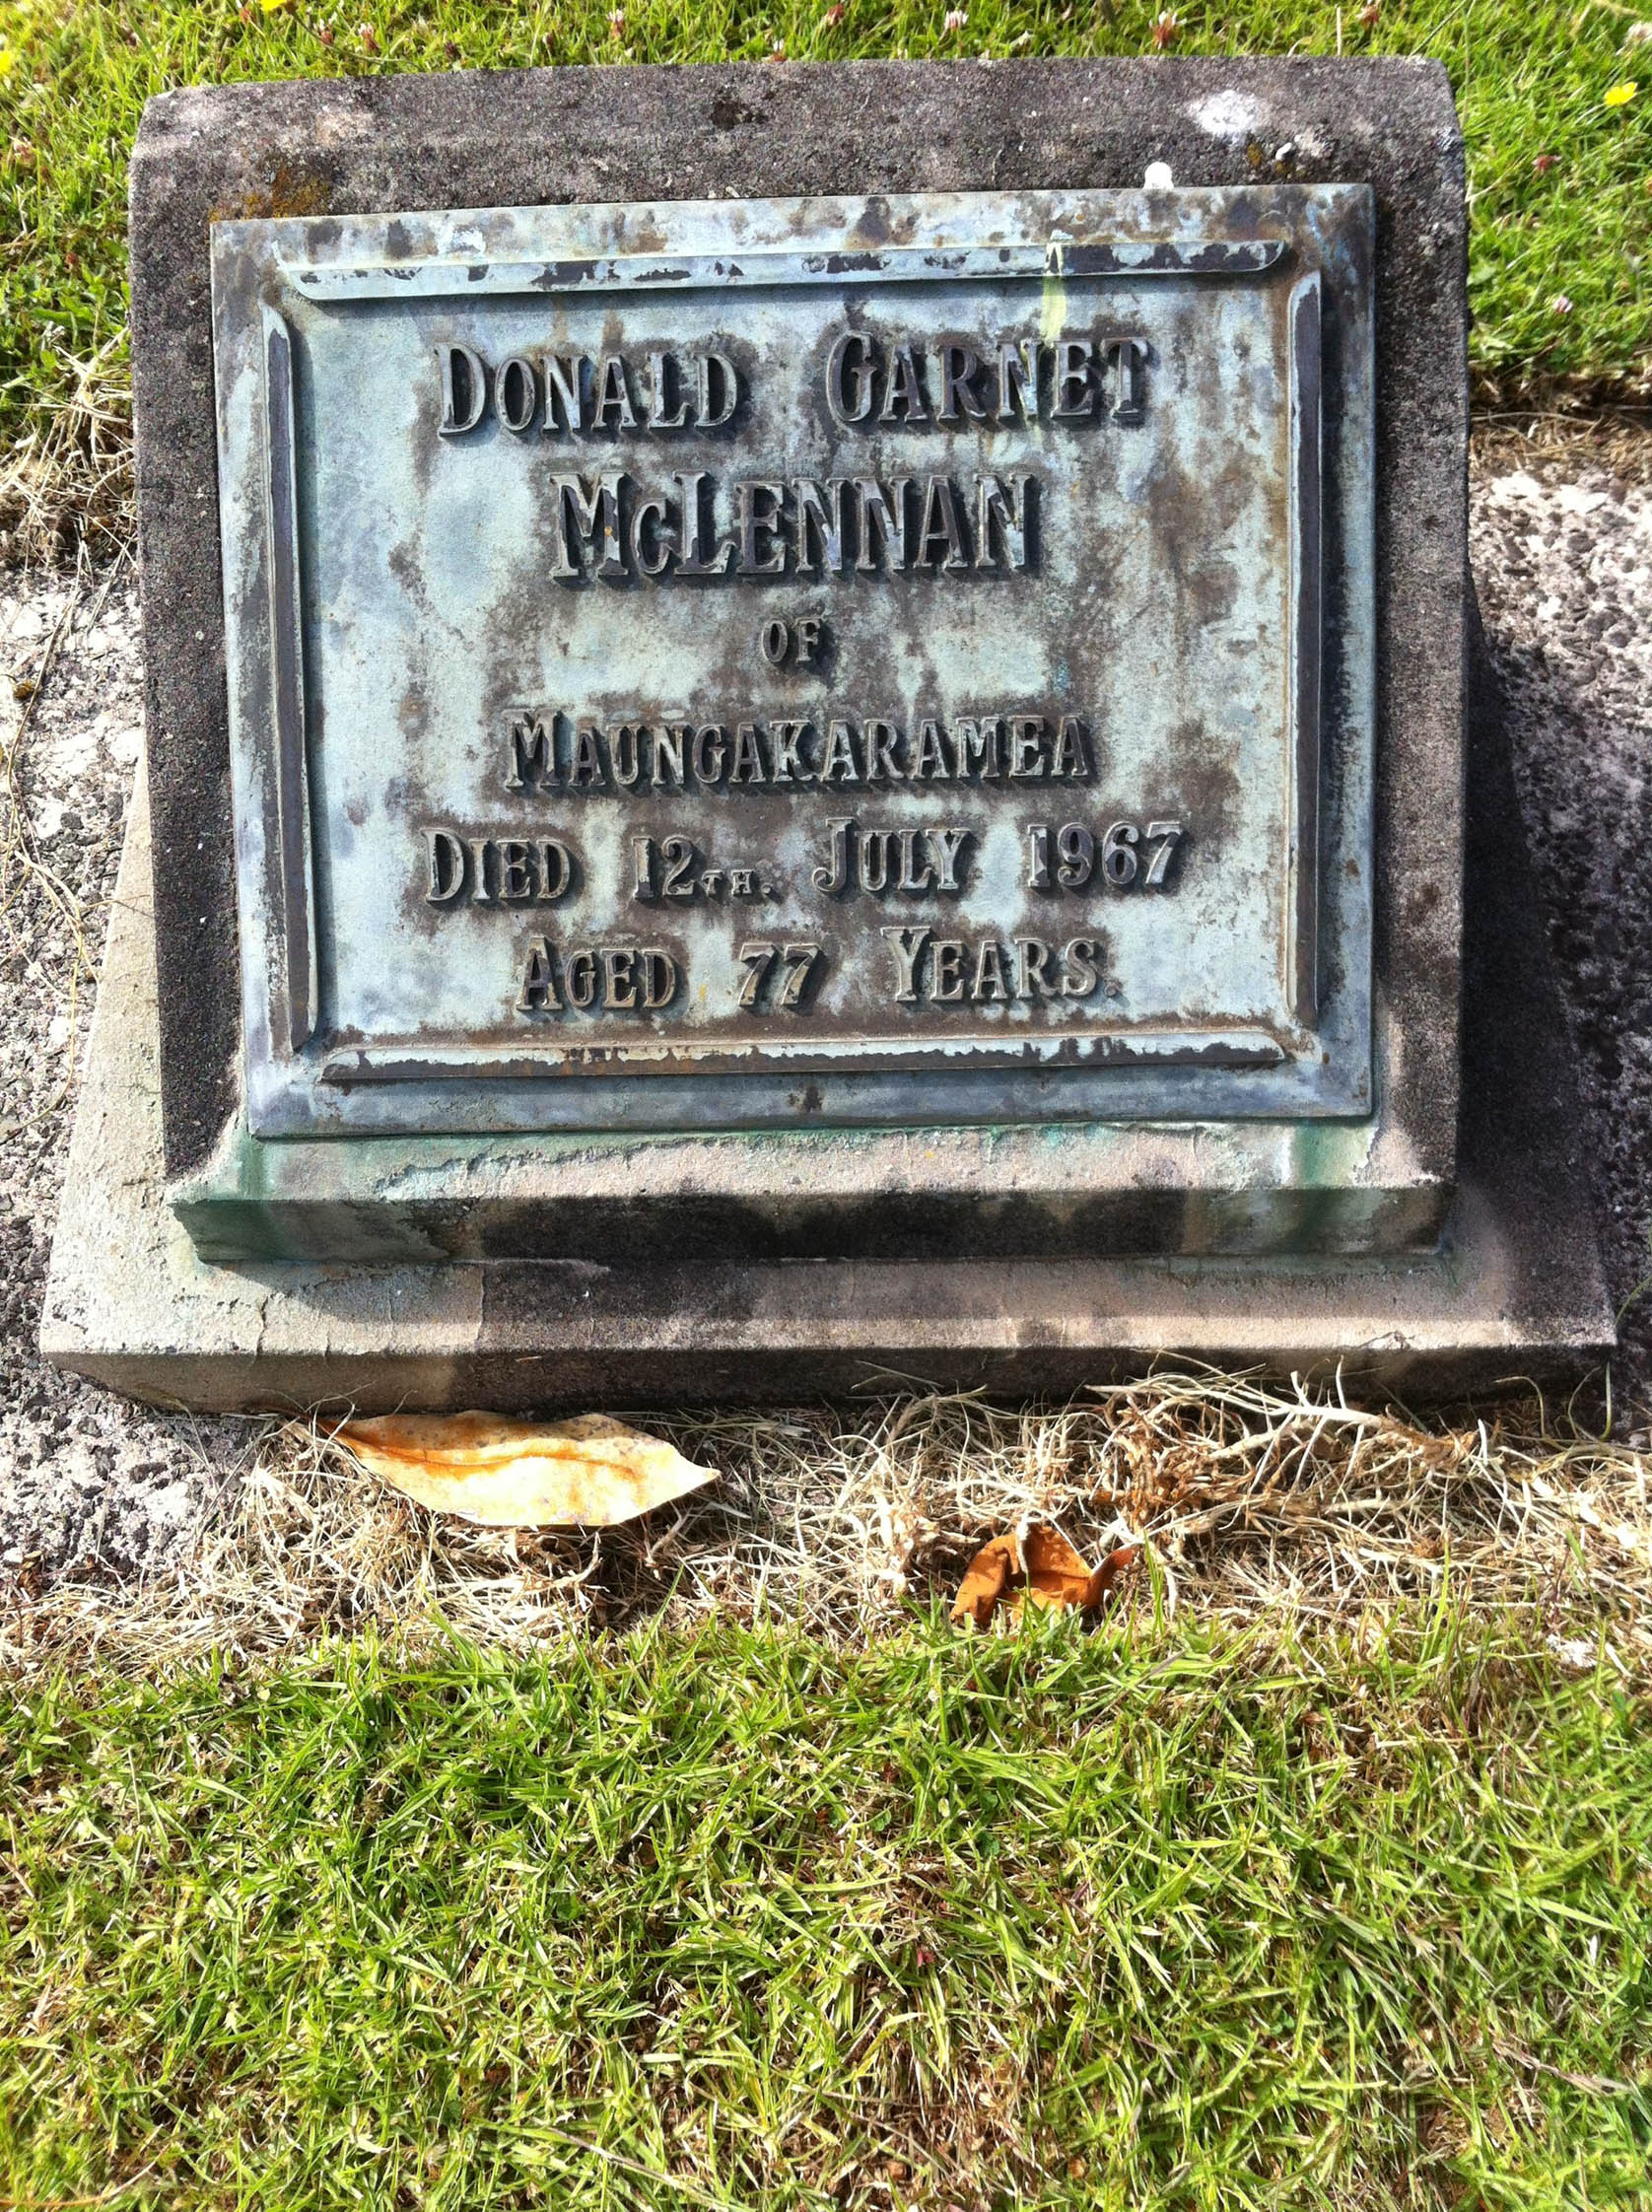 DONALD GARNET
MCLENNAN
OF
MAUNGAKARAMEA
DIED 12TH. JULY 1967
AGED 77 YEARS.